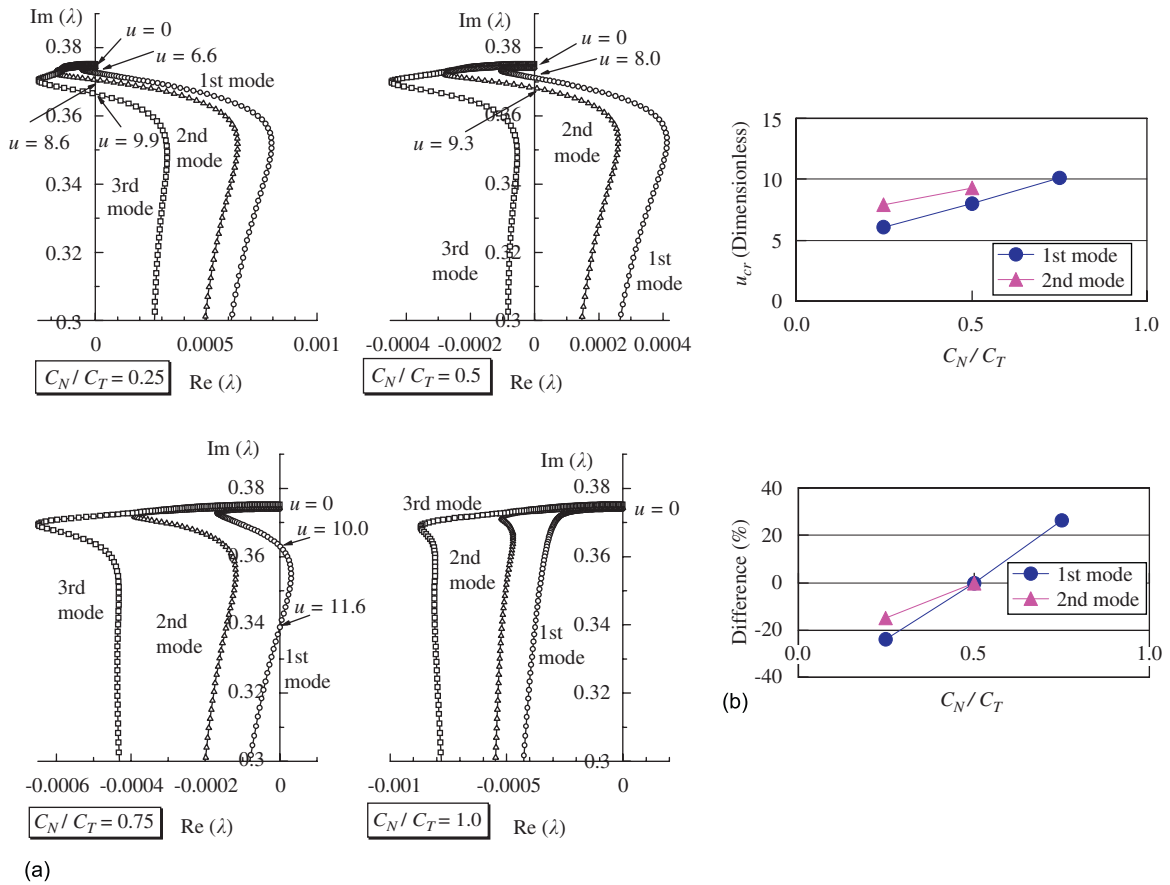 Im (λ)
0.38
u = 0
u = 6.6
1st mode
0.36
u = 8.6
u = 9.9
2nd
mode
0.34
3rd
mode
0.32
0.3
0
0.0005
0.001
C_N / C_T = 0.25
Re (λ)
Im (λ)
0.38
u = 0
u = 8.0
0.36
u = 9.3
2nd
mode
0.34
0.32
3rd
mode
1st
mode
0.3
-0.0004
-0.0002
0
0.0002
0.0004
C_N / C_T = 0.5
Re (λ)
15
10
5
0
u_cr (Dimensionless)
1st mode
2nd mode
0.0
0.5
1.0
C_N / C_T
Im (λ)
0.38
u = 0
u = 10.0
0.36
3rd
mode
2nd
mode
u = 11.6
0.34
1st
mode
0.32
0.3
-0.0006
-0.0004
-0.0002
0
C_N / C_T = 0.75
Re (λ)
Im (λ)
0.38
3rd mode
u = 0
0.36
2nd
mode
0.34
1st
mode
0.32
0.3
-0.001
-0.0005
0
C_N / C_T = 1.0
Re (λ)
40
20
0
-20
-40
Difference (%)
1st mode
2nd mode
0.0
0.5
1.0
C_N / C_T
(b)
(a)